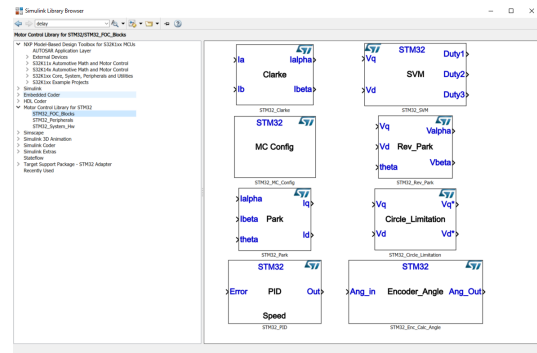 Simulink Library Browser
delay
Motor Control Library for STM32/STM32_FOC_Blocks
NXP Model-Based Design Toolbox for S32K1xx MCUs
AUTOSAR Application Layer
External Devices
S32K11x Automotive Math and Motor Control
S32K14x Automotive Math and Motor Control
S32K1xx Core, System, Peripherals and Utilities
S32K1xx Example Projects
Simulink
Embedded Coder
HDL Coder
Motor Control Library for STM32
STM32_FOC_Blocks
STM32_Peripherals
STM32_System_Hw
Simscape
Simulink 3D Animation
Simulink Coder
Simulink Extras
Stateflow
Target Support Package - STM32 Adapter
Recently Used
Ia
Ialpha
Clarke
Ib
Ibeta
STM32_Clarke
STM32
Vq
Duty1
SVM
Duty2
Vd
Duty3
STM32_SVM
STM32
MC Config
STM32_MC_Config
Vq
Valpha
Vd
Rev_Park
theta
Vbeta
STM32_Rev_Park
Ialpha
Iq
Ibeta
Park
theta
Id
STM32_Park
Vq
Vq*
Circle_Limitation
Vd
Vd*
STM32_Circle_Limitation
STM32
Error
PID
Out
Speed
STM32_PID
STM32
Ang_in
Encoder_Angle
Ang_Out
STM32_Enc_Calc_Angle